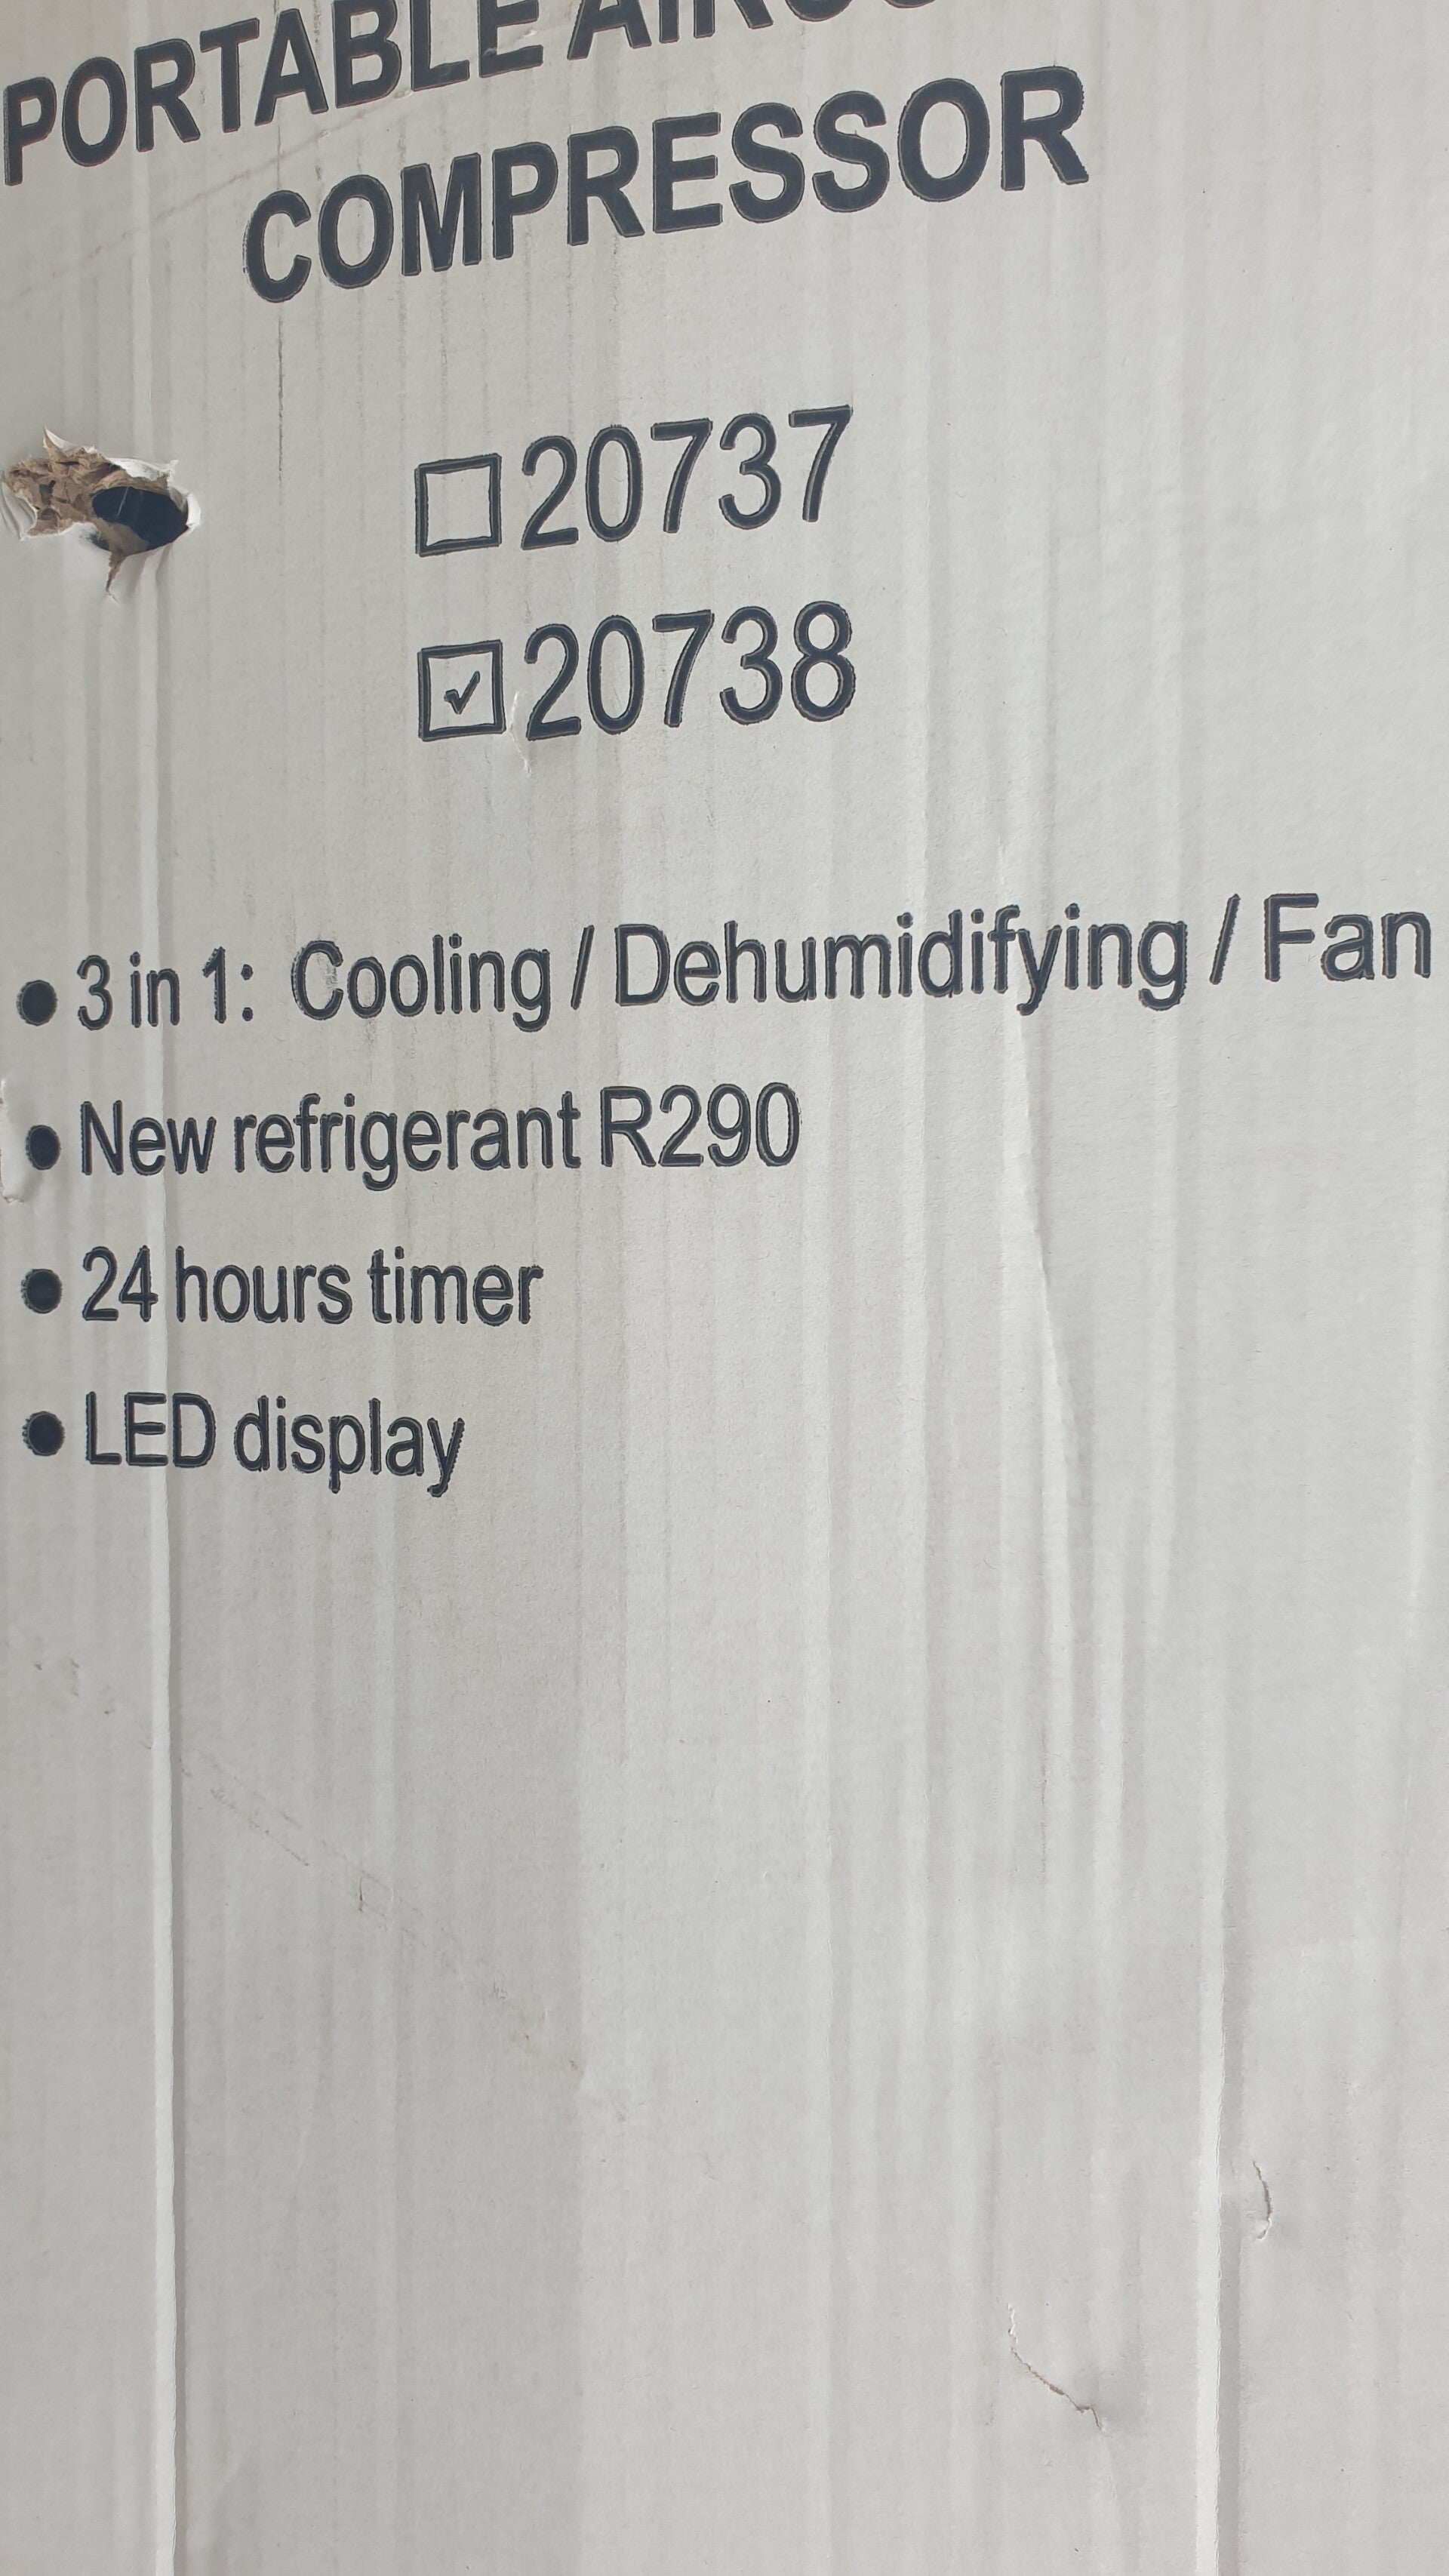 PORTABLE
COMPRESSOR
☐ 20737
☑ 20738
• 3 in 1: Cooling / Dehumidifying / Fan
• New refrigerant R290
• 24 hours timer
• LED display